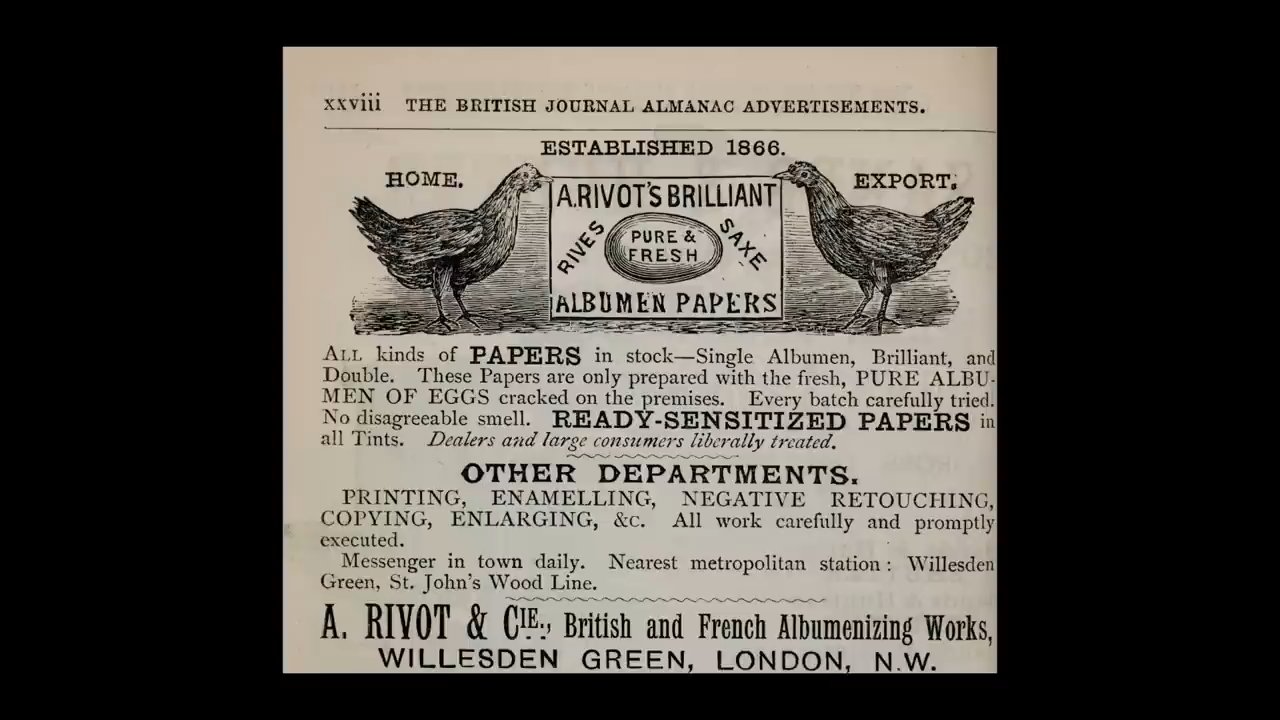 xxviii THE BRITISH JOURNAL ALMANAC ADVERTISEMENTS.
ESTABLISHED 1866.
HOME.
EXPORT.
A. RIVOT'S BRILLIANT
RIVES
PURE &
FRESH
SAXE
ALBUMEN PAPERS
ALL kinds of PAPERS in stock—Single Albumen, Brilliant, and
Double. These Papers are only prepared with the fresh, PURE ALBU-
MEN OF EGGS cracked on the premises. Every batch carefully tried.
No disagreeable smell. READY-SENSITIZED PAPERS in
all Tints. Dealers and large consumers liberally treated.
OTHER DEPARTMENTS.
PRINTING, ENAMELLING, NEGATIVE RETOUCHING,
COPYING, ENLARGING, &c. All work carefully and promptly
executed.
Messenger in town daily. Nearest metropolitan station: Willesden
Green, St. John's Wood Line.
A. RIVOT & CIE., British and French Albumenizing Works,
WILLESDEN GREEN, LONDON, N.W.